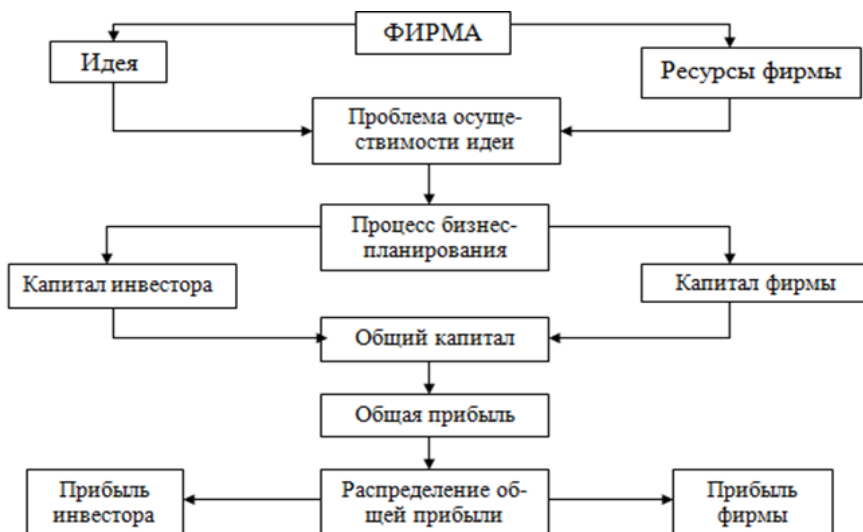 ФИРМА
Идея
Ресурсы фирмы
Проблема осуще-
ствимости идеи
Процесс бизнес-
планирования
Капитал инвестора
Капитал фирмы
Общий капитал
Общая прибыль
Прибыль
инвестора
Распределение об-
щей прибыли
Прибыль
фирмы